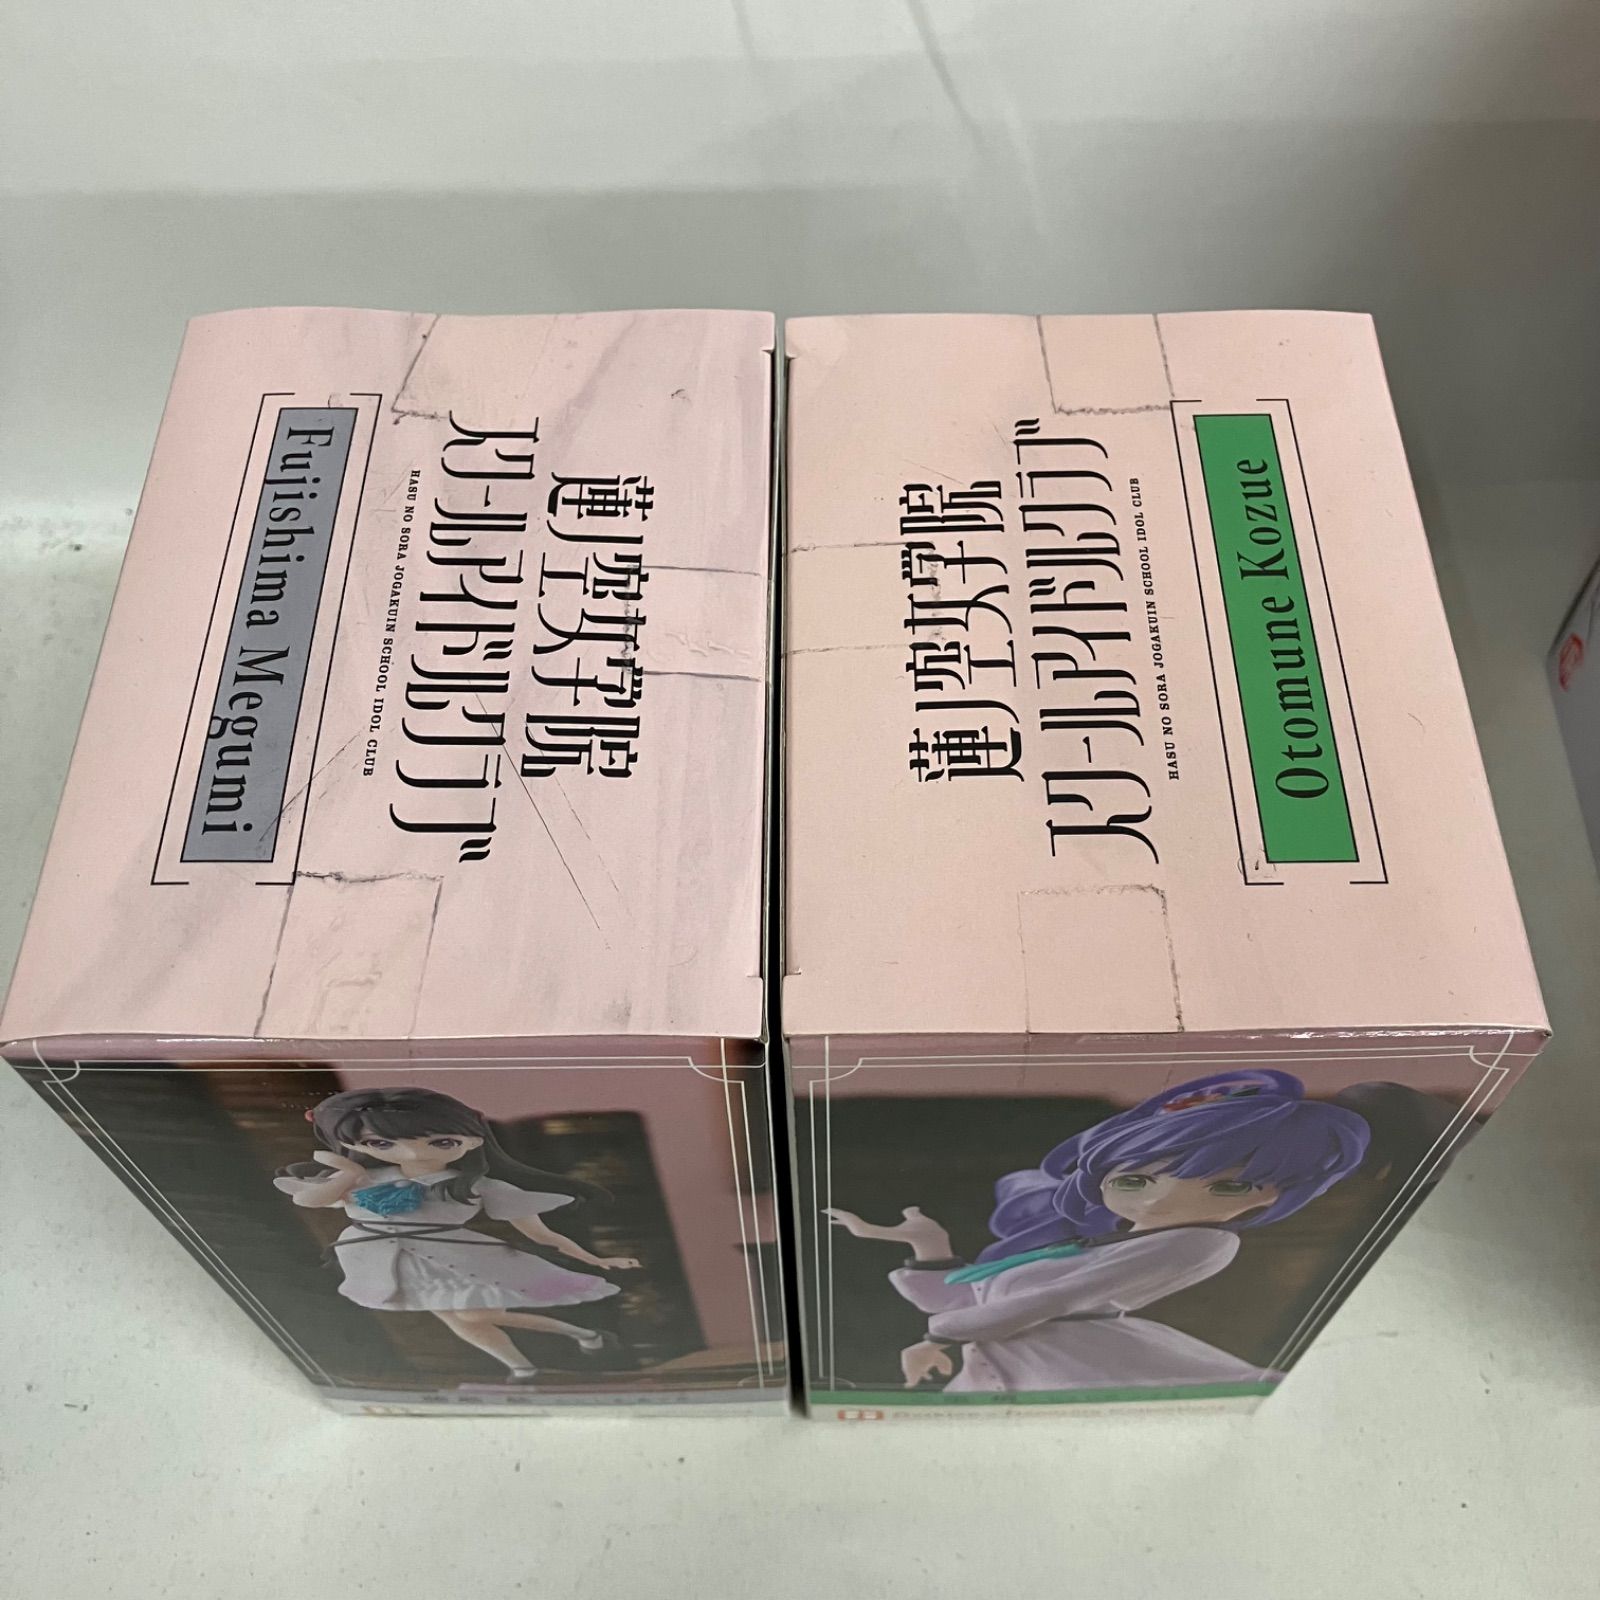 Fujishima Megumi
蓮ノ空女学院
スクールアイドルクラブ
HASU NO SORA JOGAKUIN SCHOOL IDOL CLUB
蓮ノ空女学院
スクールアイドルクラブ
HASU NO SORA JOGAKUIN SCHOOL IDOL CLUB
Otomune Kozue